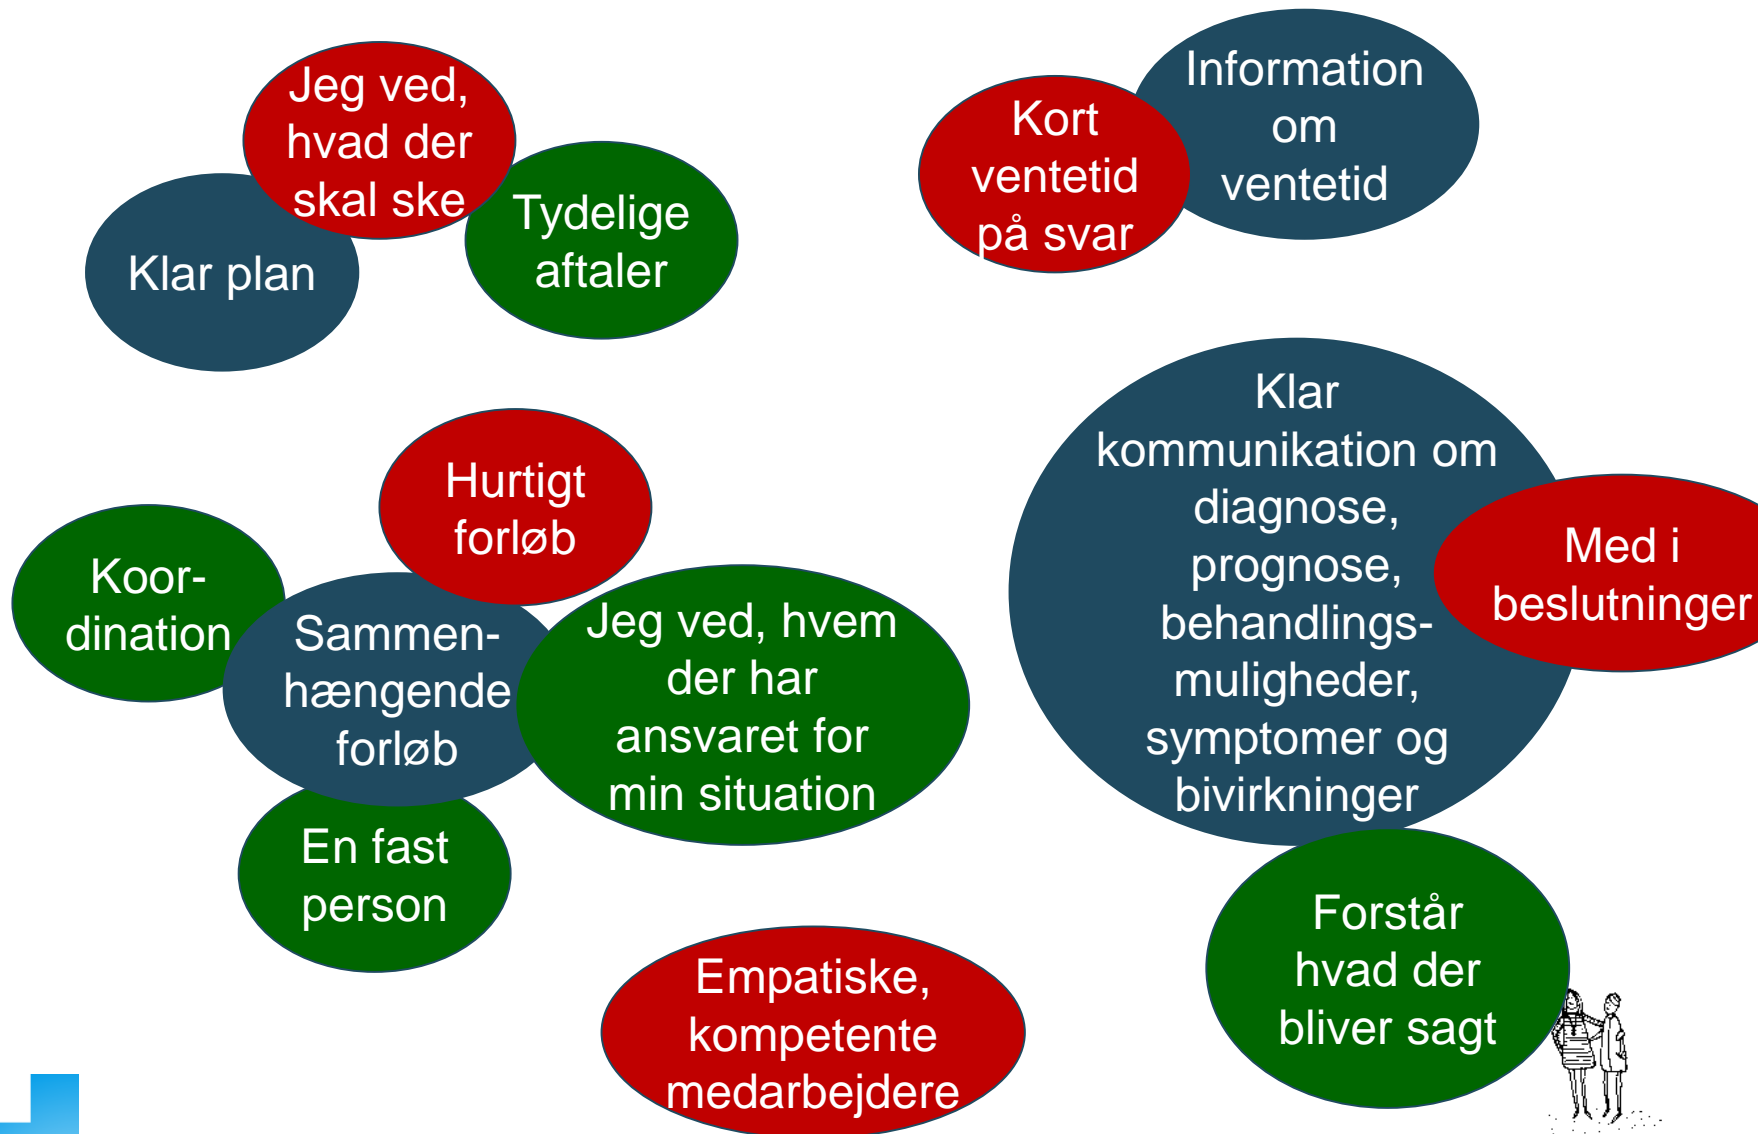 Jeg ved,
hvad der
skal ske
Klar plan
Tydelige
aftaler
Kort
ventetid
på svar
Information
om
ventetid
Hurtigt
forløb
Koor-
dination
Sammen-
hængende
forløb
Jeg ved, hvem
der har
ansvaret for
min situation
En fast
person
Klar
kommunikation om
diagnose,
prognose,
behandlings-
muligheder,
symptomer og
bivirkninger
Med i
beslutninger
Forstår
hvad der
bliver sagt
Empatiske,
kompetente
medarbejdere